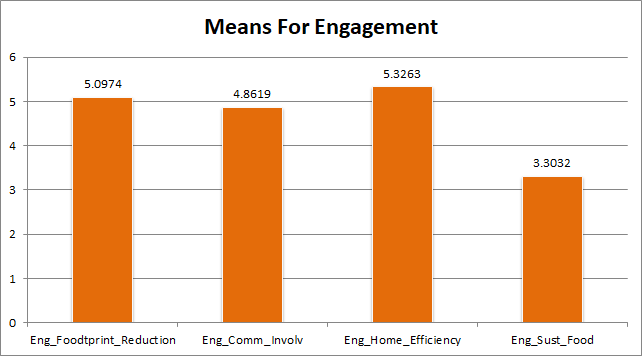 Means For Engagement
6
5
4
3
2
1
0
5.0974
4.8619
5.3263
3.3032
Eng_Foodtprint_Reduction
Eng_Comm_Involv
Eng_Home_Efficiency
Eng_Sust_Food